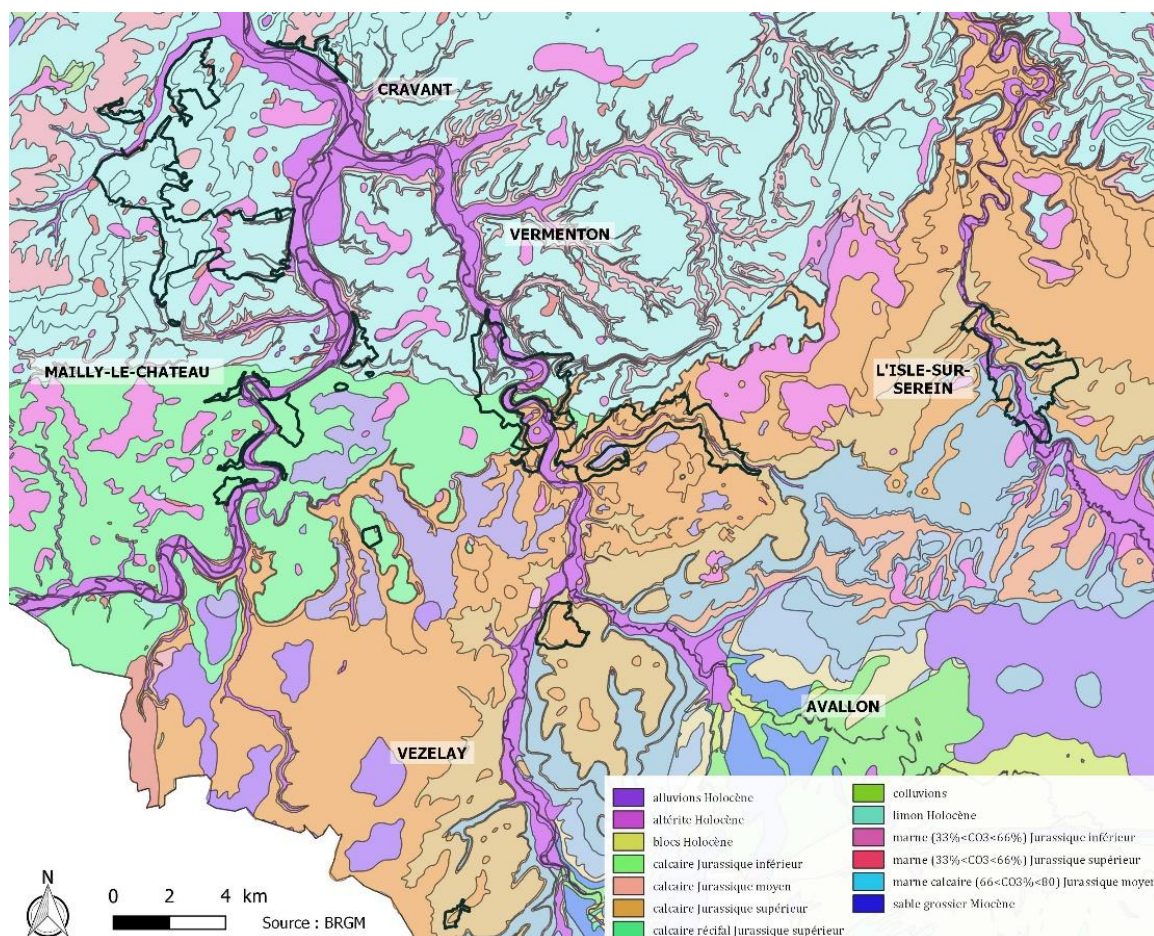 CRAVANT
VERMENTON
MAILLY-LE-CHATEAU
L'ISLE-SUR-
SEREIN
AVALLON
VEZELAY
N
0 2 4 km
Source : BRGM
alluvions Holocène
altérite Holocène
blocs Holocène
calcaire Jurassique inférieur
calcaire Jurassique moyen
calcaire Jurassique supérieur
calcaire récifal Jurassique supérieur
colluvions
limon Holocène
marne (33%<CO3<66%) Jurassique inférieur
marne (33%<CO3<66%) Jurassique supérieur
marne calcaire (66<CO3%<80) Jurassique moyen
sable grossier Miocène